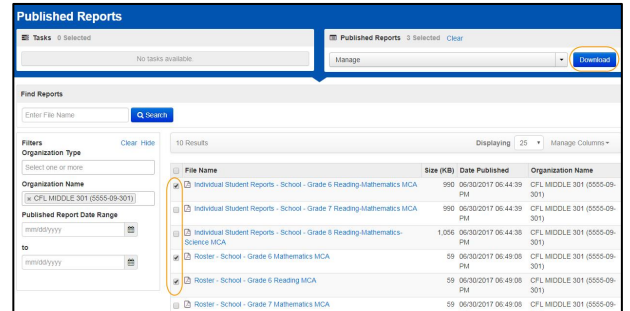 Published Reports
Tasks 0 Selected
Published Reports 3 Selected Clear
No tasks available.
Manage
Download
Find Reports
Enter File Name
Search
Filters Clear Hide
10 Results
Displaying 25 Manage Columns
Organization Type
Select one or more
File Name Size (KB) Date Published Organization Name
Organization Name
× CFL MIDDLE 301 (5555-09-301)
Published Report Date Range
mm/dd/yyyy
to
mm/dd/yyyy
Individual Student Reports - School - Grade 6 Reading-Mathematics MCA 990 06/30/2017 06:44:39 CFL MIDDLE 301 (5555-09-
PM 301)
Individual Student Reports - School - Grade 7 Reading-Mathematics MCA 990 06/30/2017 06:44:39 CFL MIDDLE 301 (5555-09-
PM 301)
Individual Student Reports - School - Grade 8 Reading-Mathematics- 1,056 06/30/2017 06:44:38 CFL MIDDLE 301 (5555-09-
Science MCA PM 301)
Roster - School - Grade 6 Mathematics MCA 59 06/30/2017 06:49:08 CFL MIDDLE 301 (5555-09-
PM 301)
Roster - School - Grade 6 Reading MCA 59 06/30/2017 06:49:08 CFL MIDDLE 301 (5555-09-
PM 301)
Roster - School - Grade 7 Mathematics MCA 59 06/30/2017 06:49:08 CFL MIDDLE 301 (5555-09-